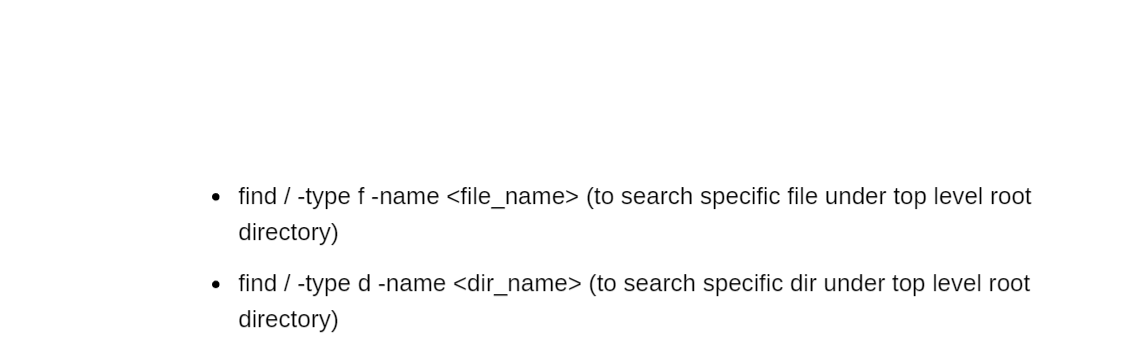 • find / -type f -name <file_name> (to search specific file under top level root
directory)
• find / -type d -name <dir_name> (to search specific dir under top level root
directory)